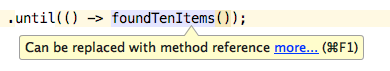 .until(() -> foundTenItems());
Can be replaced with method reference more... (⌘F1)